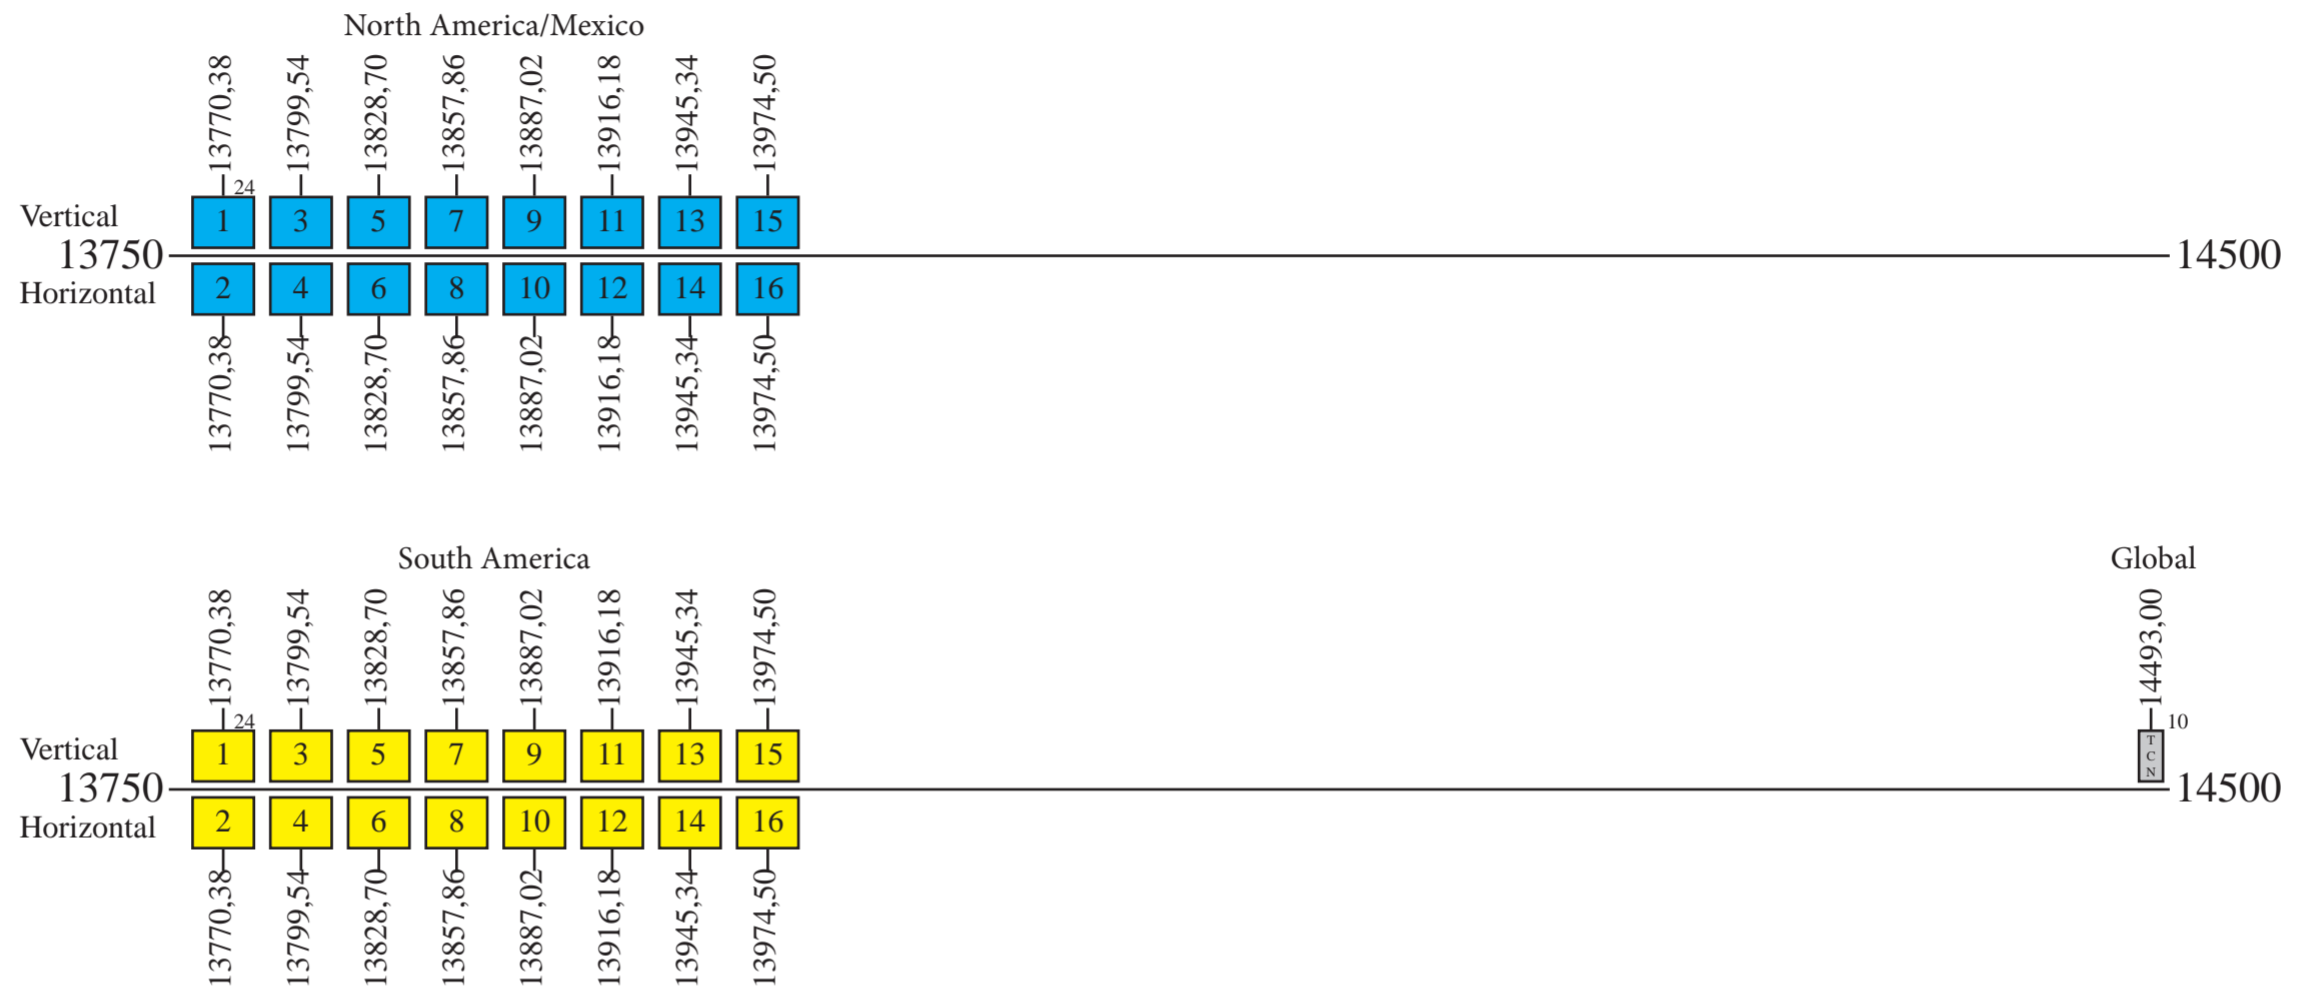 North America/Mexico
13770,38 13799,54 13828,70 13857,86 13887,02 13916,18 13945,34 13974,50
24
Vertical 1 3 5 7 9 11 13 15
13750 14500
Horizontal 2 4 6 8 10 12 14 16
13770,38 13799,54 13828,70 13857,86 13887,02 13916,18 13945,34 13974,50
South America Global
13770,38 13799,54 13828,70 13857,86 13887,02 13916,18 13945,34 13974,50 14493,00
24 10
Vertical 1 3 5 7 9 11 13 15 TCN
13750 14500
Horizontal 2 4 6 8 10 12 14 16
13770,38 13799,54 13828,70 13857,86 13887,02 13916,18 13945,34 13974,50